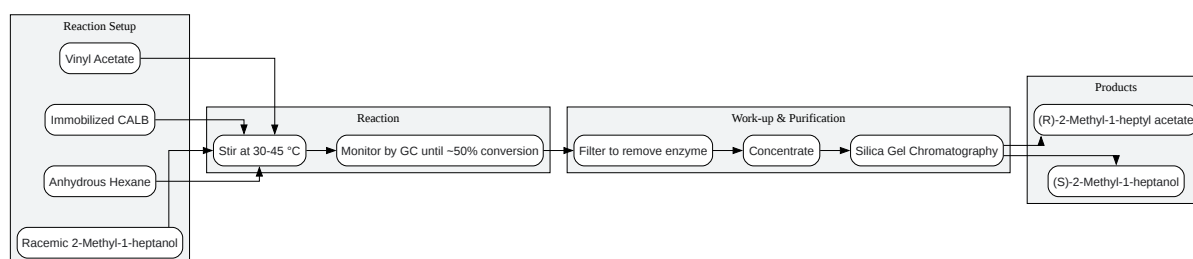 Reaction Setup
Vinyl Acetate
Immobilized CALB
Anhydrous Hexane
Racemic 2-Methyl-1-heptanol
Reaction
Stir at 30-45 °C
Monitor by GC until ~50% conversion
Work-up & Purification
Filter to remove enzyme
Concentrate
Silica Gel Chromatography
Products
(R)-2-Methyl-1-heptyl acetate
(S)-2-Methyl-1-heptanol